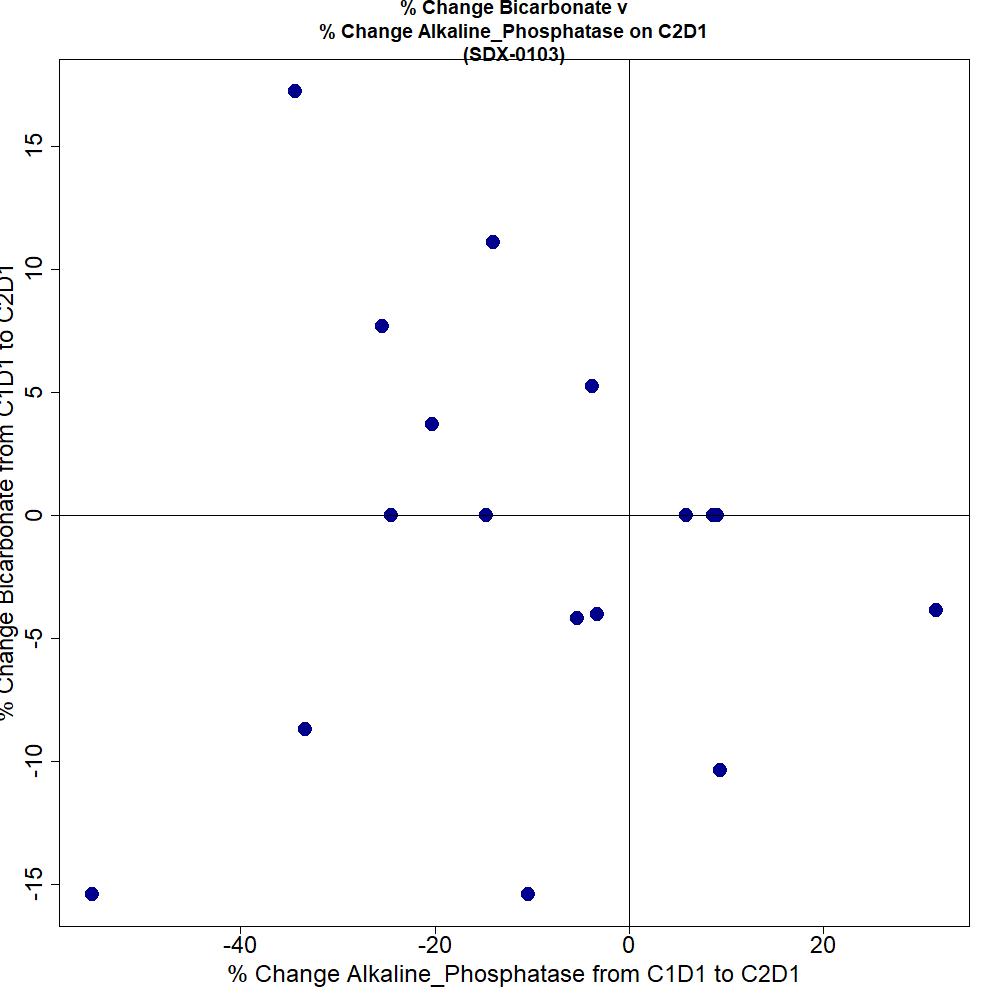 % Change Bicarbonate v
% Change Alkaline_Phosphatase on C2D1
(SDX-0103)
% Change Bicarbonate from C1D1 to C2D1
15
10
5
0
-5
-10
-15
-40
-20
0
20
% Change Alkaline_Phosphatase from C1D1 to C2D1